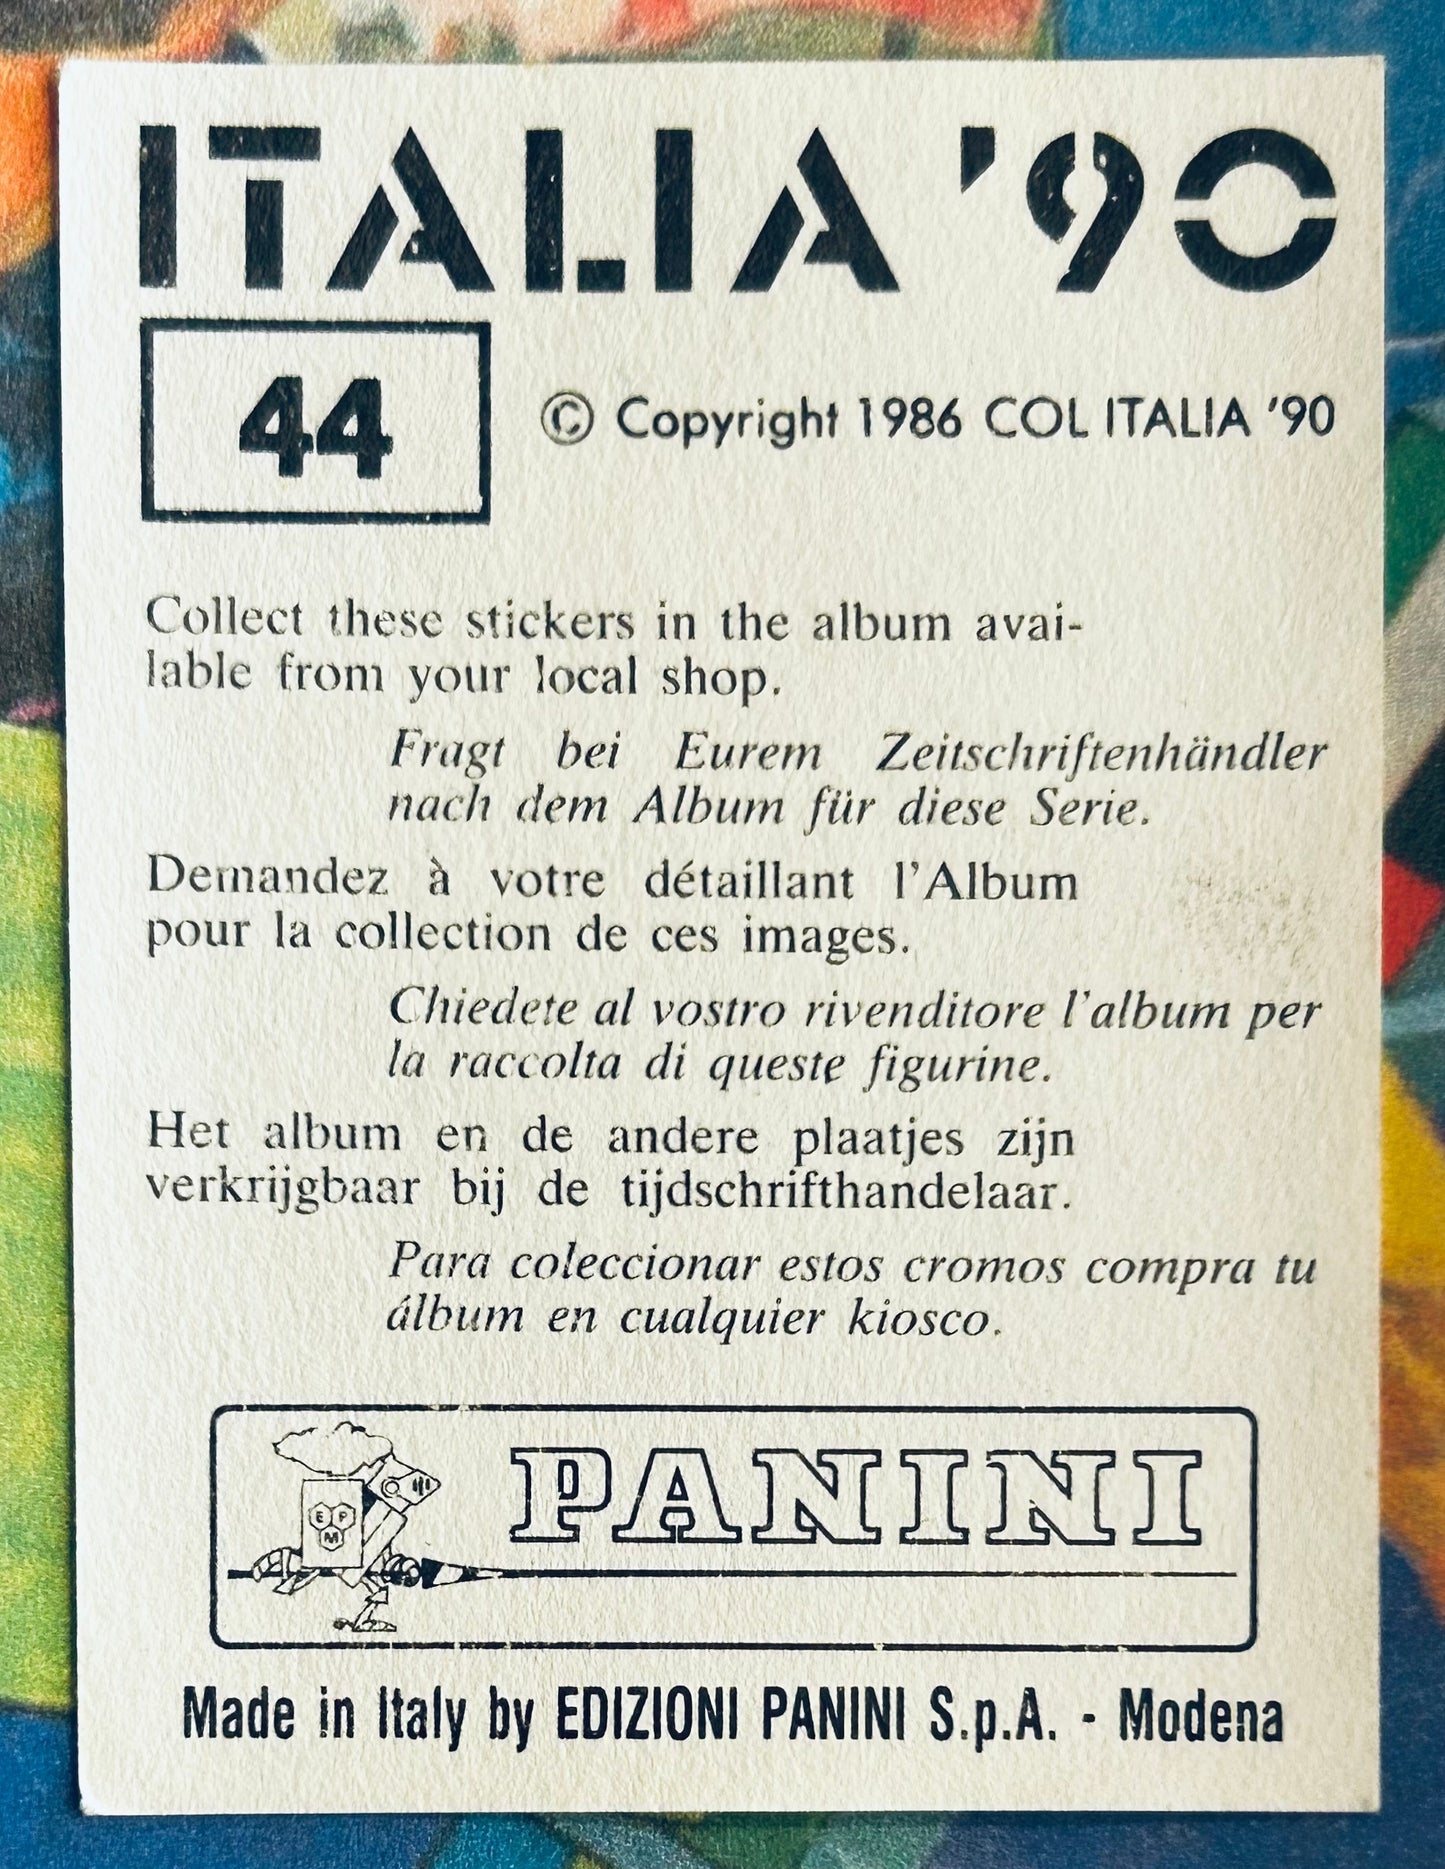 ITALIA '90
44
© Copyright 1986 COL ITALIA '90
Collect these stickers in the album avai-
lable from your local shop.
Fragt bei Eurem Zeitschriftenhändler
nach dem Album für diese Serie.
Demandez à votre détaillant l'Album
pour la collection de ces images.
Chiedete al vostro rivenditore l'album per
la raccolta di queste figurine.
Het album en de andere plaatjes zijn
verkrijgbaar bij de tijdschrifthandelaar.
Para coleccionar estos cromos compra tu
álbum en cualquier kiosco.
E F
M
PANINI
Made in Italy by EDIZIONI PANINI S.p.A. - Modena